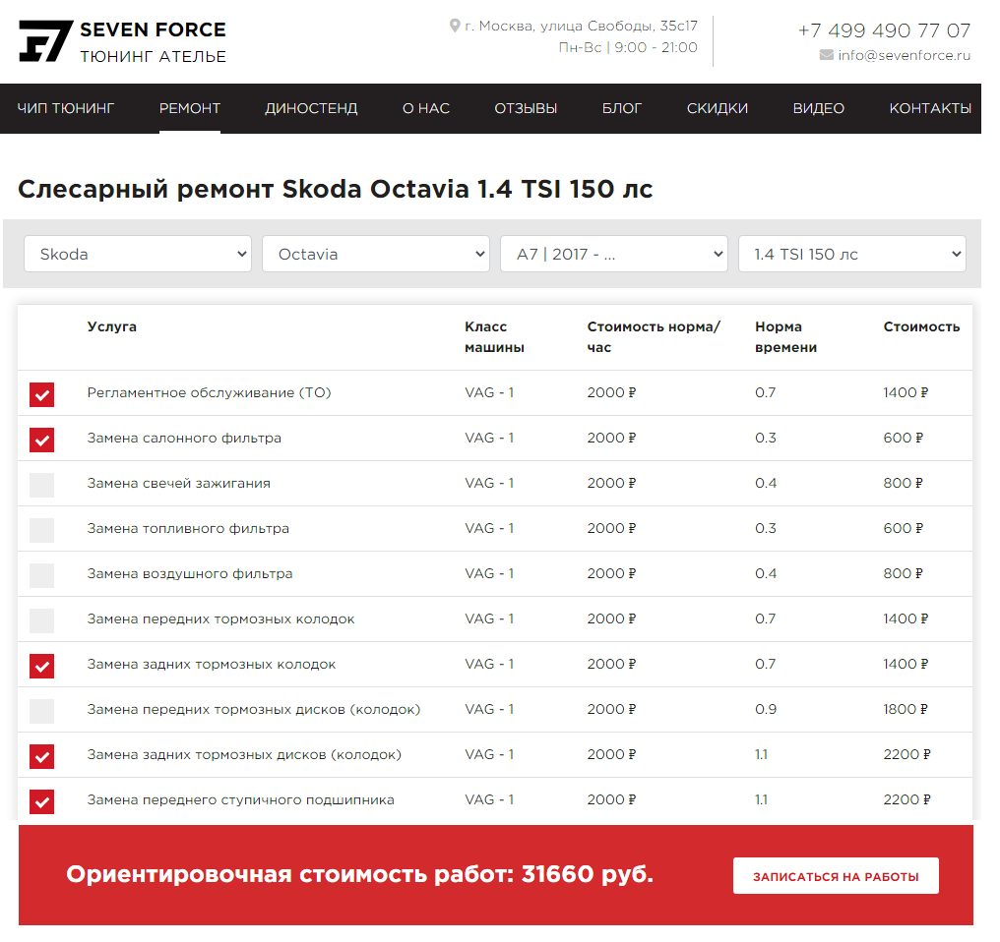 SEVEN FORCE
ТЮНИНГ АТЕЛЬЕ
г. Москва, улица Свободы, 35с17
Пн-Вс | 9:00 - 21:00
+7 499 490 77 07
info@sevenforce.ru
ЧИП ТЮНИНГ РЕМОНТ ДИНОСТЕНД О НАС ОТЗЫВЫ БЛОГ СКИДКИ ВИДЕО КОНТАКТЫ
Слесарный ремонт Skoda Octavia 1.4 TSI 150 лс
Skoda Octavia A7 | 2017 - ... 1.4 TSI 150 лс
Услуга Класс машины Стоимость норма/час Норма времени Стоимость
Регламентное обслуживание (ТО) VAG - 1 2000 ₽ 0.7 1400 ₽
Замена салонного фильтра VAG - 1 2000 ₽ 0.3 600 ₽
Замена свечей зажигания VAG - 1 2000 ₽ 0.4 800 ₽
Замена топливного фильтра VAG - 1 2000 ₽ 0.3 600 ₽
Замена воздушного фильтра VAG - 1 2000 ₽ 0.4 800 ₽
Замена передних тормозных колодок VAG - 1 2000 ₽ 0.7 1400 ₽
Замена задних тормозных колодок VAG - 1 2000 ₽ 0.7 1400 ₽
Замена передних тормозных дисков (колодок) VAG - 1 2000 ₽ 0.9 1800 ₽
Замена задних тормозных дисков (колодок) VAG - 1 2000 ₽ 1.1 2200 ₽
Замена переднего ступичного подшипника VAG - 1 2000 ₽ 1.1 2200 ₽
Ориентировочная стоимость работ: 31660 руб.
ЗАПИСАТЬСЯ НА РАБОТЫ